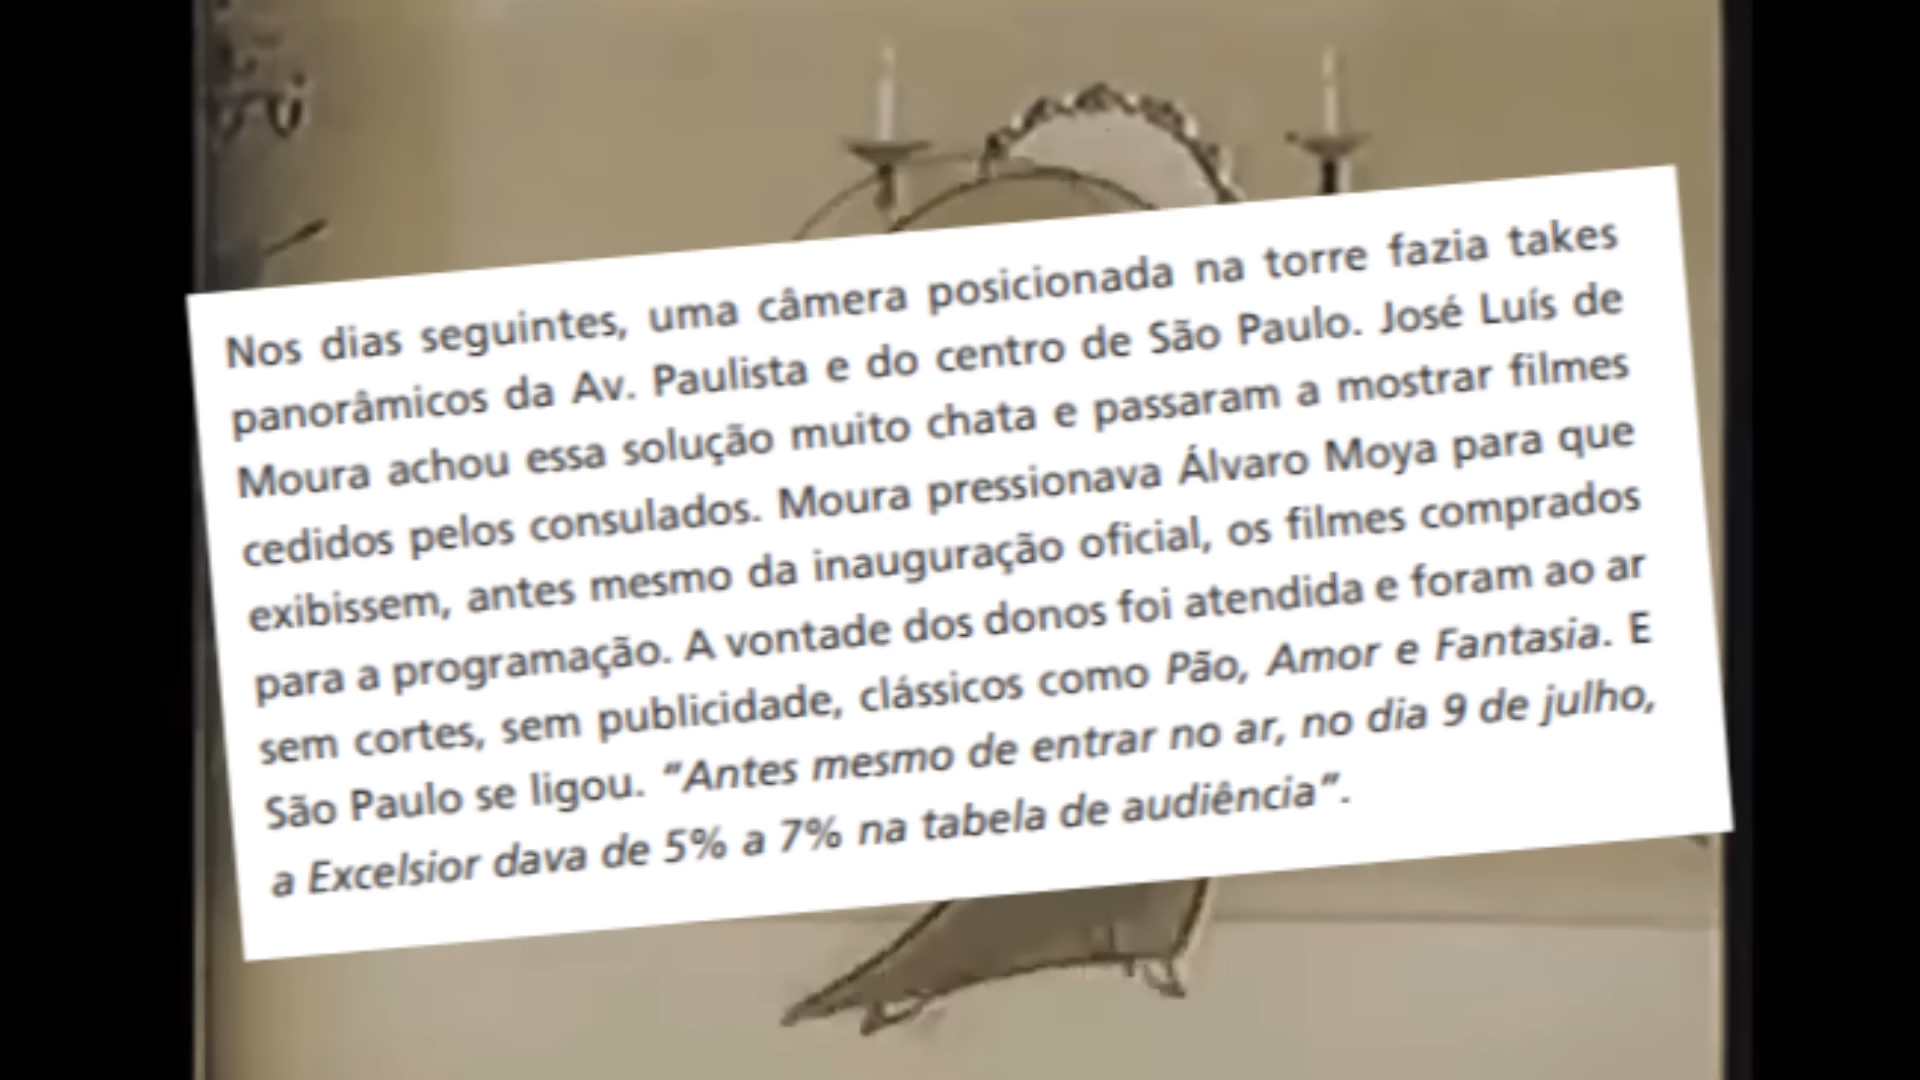 Nos dias seguintes, uma câmera posicionada na torre fazia takes
panorâmicos da Av. Paulista e do centro de São Paulo. José Luís de
Moura achou essa solução muito chata e passaram a mostrar filmes
cedidos pelos consulados. Moura pressionava Álvaro Moya para que
exibissem, antes mesmo da inauguração oficial, os filmes comprados
para a programação. A vontade dos donos foi atendida e foram ao ar
sem cortes, sem publicidade, clássicos como Pão, Amor e Fantasia. E
São Paulo se ligou. “Antes mesmo de entrar no ar, no dia 9 de julho,
a Excelsior dava de 5% a 7% na tabela de audiência”.